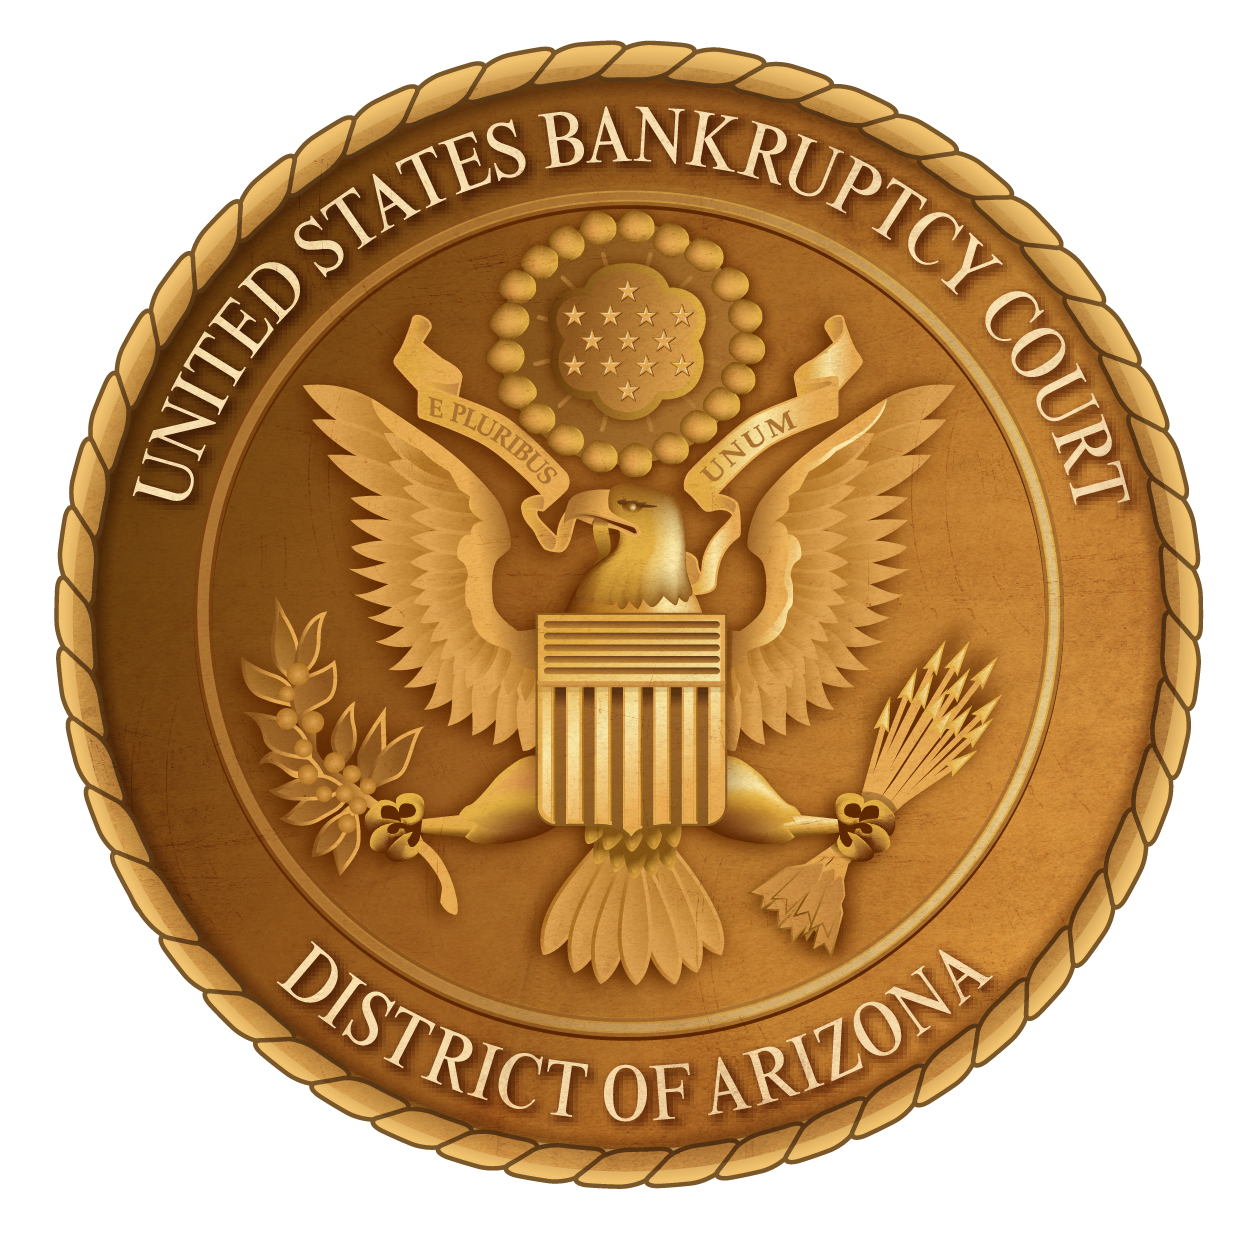 UNITED STATES BANKRUPTCY COURT
E PLURIBUS UNUM
DISTRICT OF ARIZONA